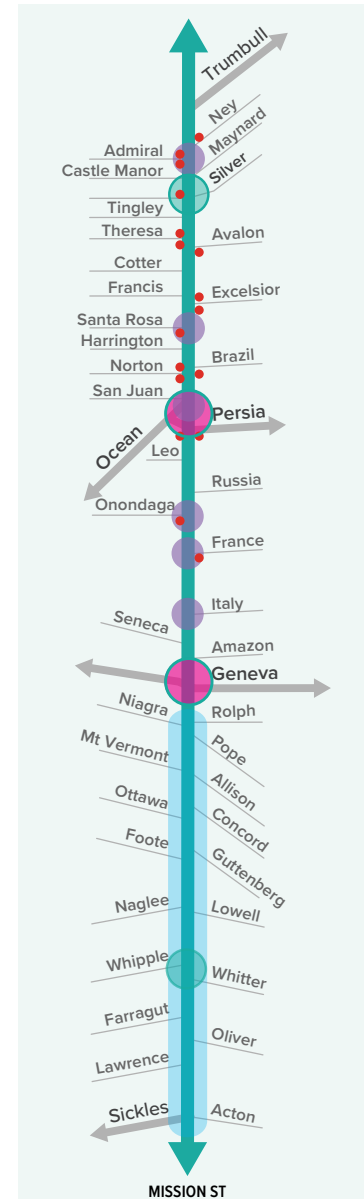 Trumbull
Ney
Maynard
Admiral
Castle Manor
Silver
Tingley
Theresa
Avalon
Cotter
Francis
Excelsior
Santa Rosa
Harrington
Brazil
Norton
San Juan
Persia
Ocean
Leo
Russia
Onondaga
France
Italy
Seneca
Amazon
Geneva
Niagra
Rolph
Pope
Mt Vermont
Allison
Ottawa
Concord
Foote
Guttenberg
Naglee
Lowell
Whipple
Whitter
Farragut
Oliver
Lawrence
Sickles
Acton
MISSION ST